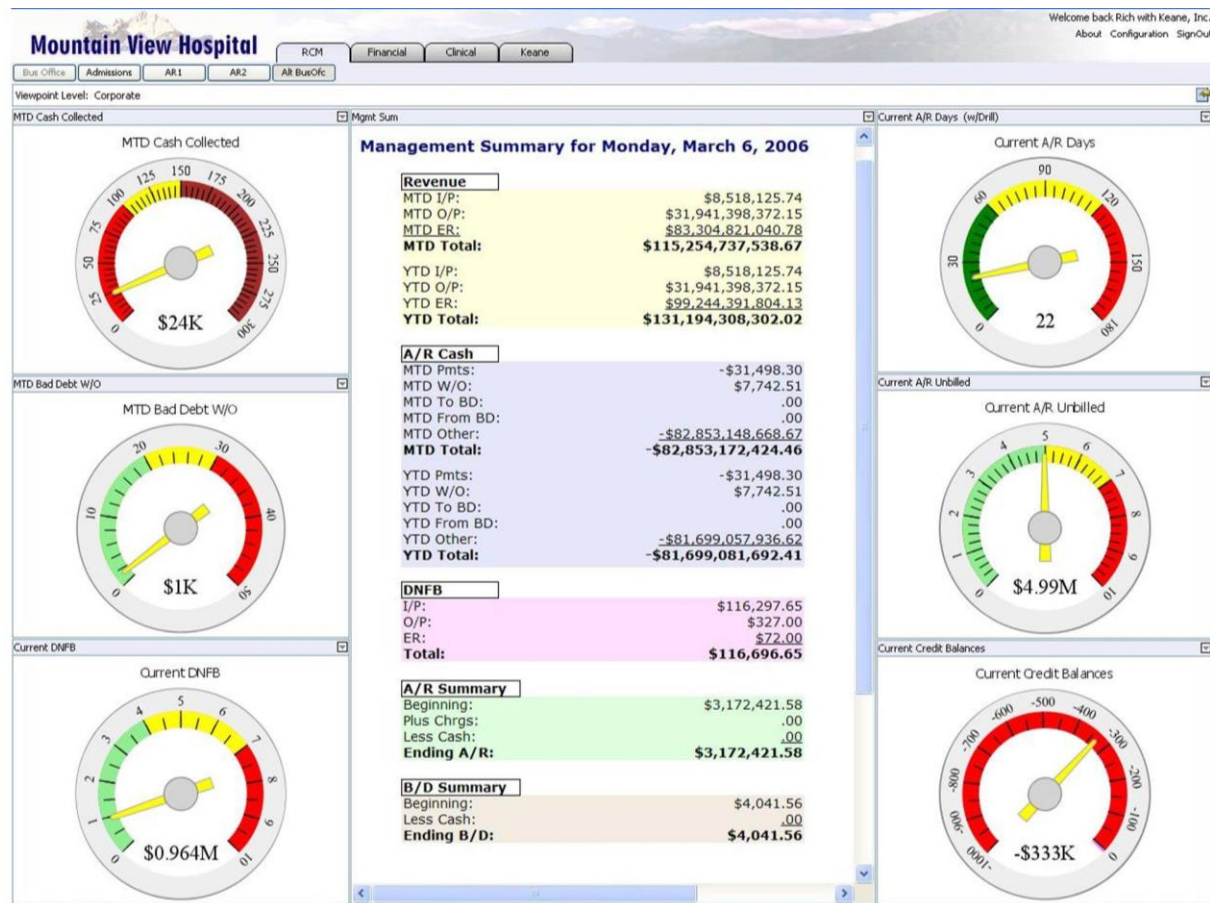 Welcome back Rich with Keane, Inc.
About Configuration SignOut
Mountain View Hospital
RCM Financial Clinical Keane
Bus Office Admissions AR1 AR2 Alt BusOfc
Viewpoint Level: Corporate
MTD Cash Collected
MTD Cash Collected
0 25 50 75 100 125 150 175 200 225 250 275 300
$24K
MTD Bad Debt W/O
MTD Bad Debt W/O
0 10 20 30 40 50
$1K
Current DNFB
Current DNFB
0 1 2 3 4 5 6 7 8 9 10
$0.964M
Mgmt Sum
Management Summary for Monday, March 6, 2006
Revenue
MTD I/P: $8,518,125.74
MTD O/P: $31,941,398,372.15
MTD ER: $83,304,821,040.78
MTD Total: $115,254,737,538.67
YTD I/P: $8,518,125.74
YTD O/P: $31,941,398,372.15
YTD ER: $99,244,391,804.13
YTD Total: $131,194,308,302.02
A/R Cash
MTD Pmts: -$31,498.30
MTD W/O: $7,742.51
MTD To BD: .00
MTD From BD: .00
MTD Other: -$82,853,148,668.67
MTD Total: -$82,853,172,424.46
YTD Pmts: -$31,498.30
YTD W/O: $7,742.51
YTD To BD: .00
YTD From BD: .00
YTD Other: -$81,699,057,936.62
YTD Total: -$81,699,081,692.41
DNFB
I/P: $116,297.65
O/P: $327.00
ER: $72.00
Total: $116,696.65
A/R Summary
Beginning: $3,172,421.58
Plus Chrgs: .00
Less Cash: .00
Ending A/R: $3,172,421.58
B/D Summary
Beginning: $4,041.56
Less Cash: .00
Ending B/D: $4,041.56
Current A/R Days (w/Drill)
Current A/R Days
0 30 60 90 120 150 180
22
Current A/R Unbilled
Current A/R Unbilled
0 1 2 3 4 5 6 7 8 9 10
$4.99M
Current Credit Balances
Current Credit Balances
-1000 -900 -800 -700 -600 -500 -400 -300 -200 -100 0
-$333K